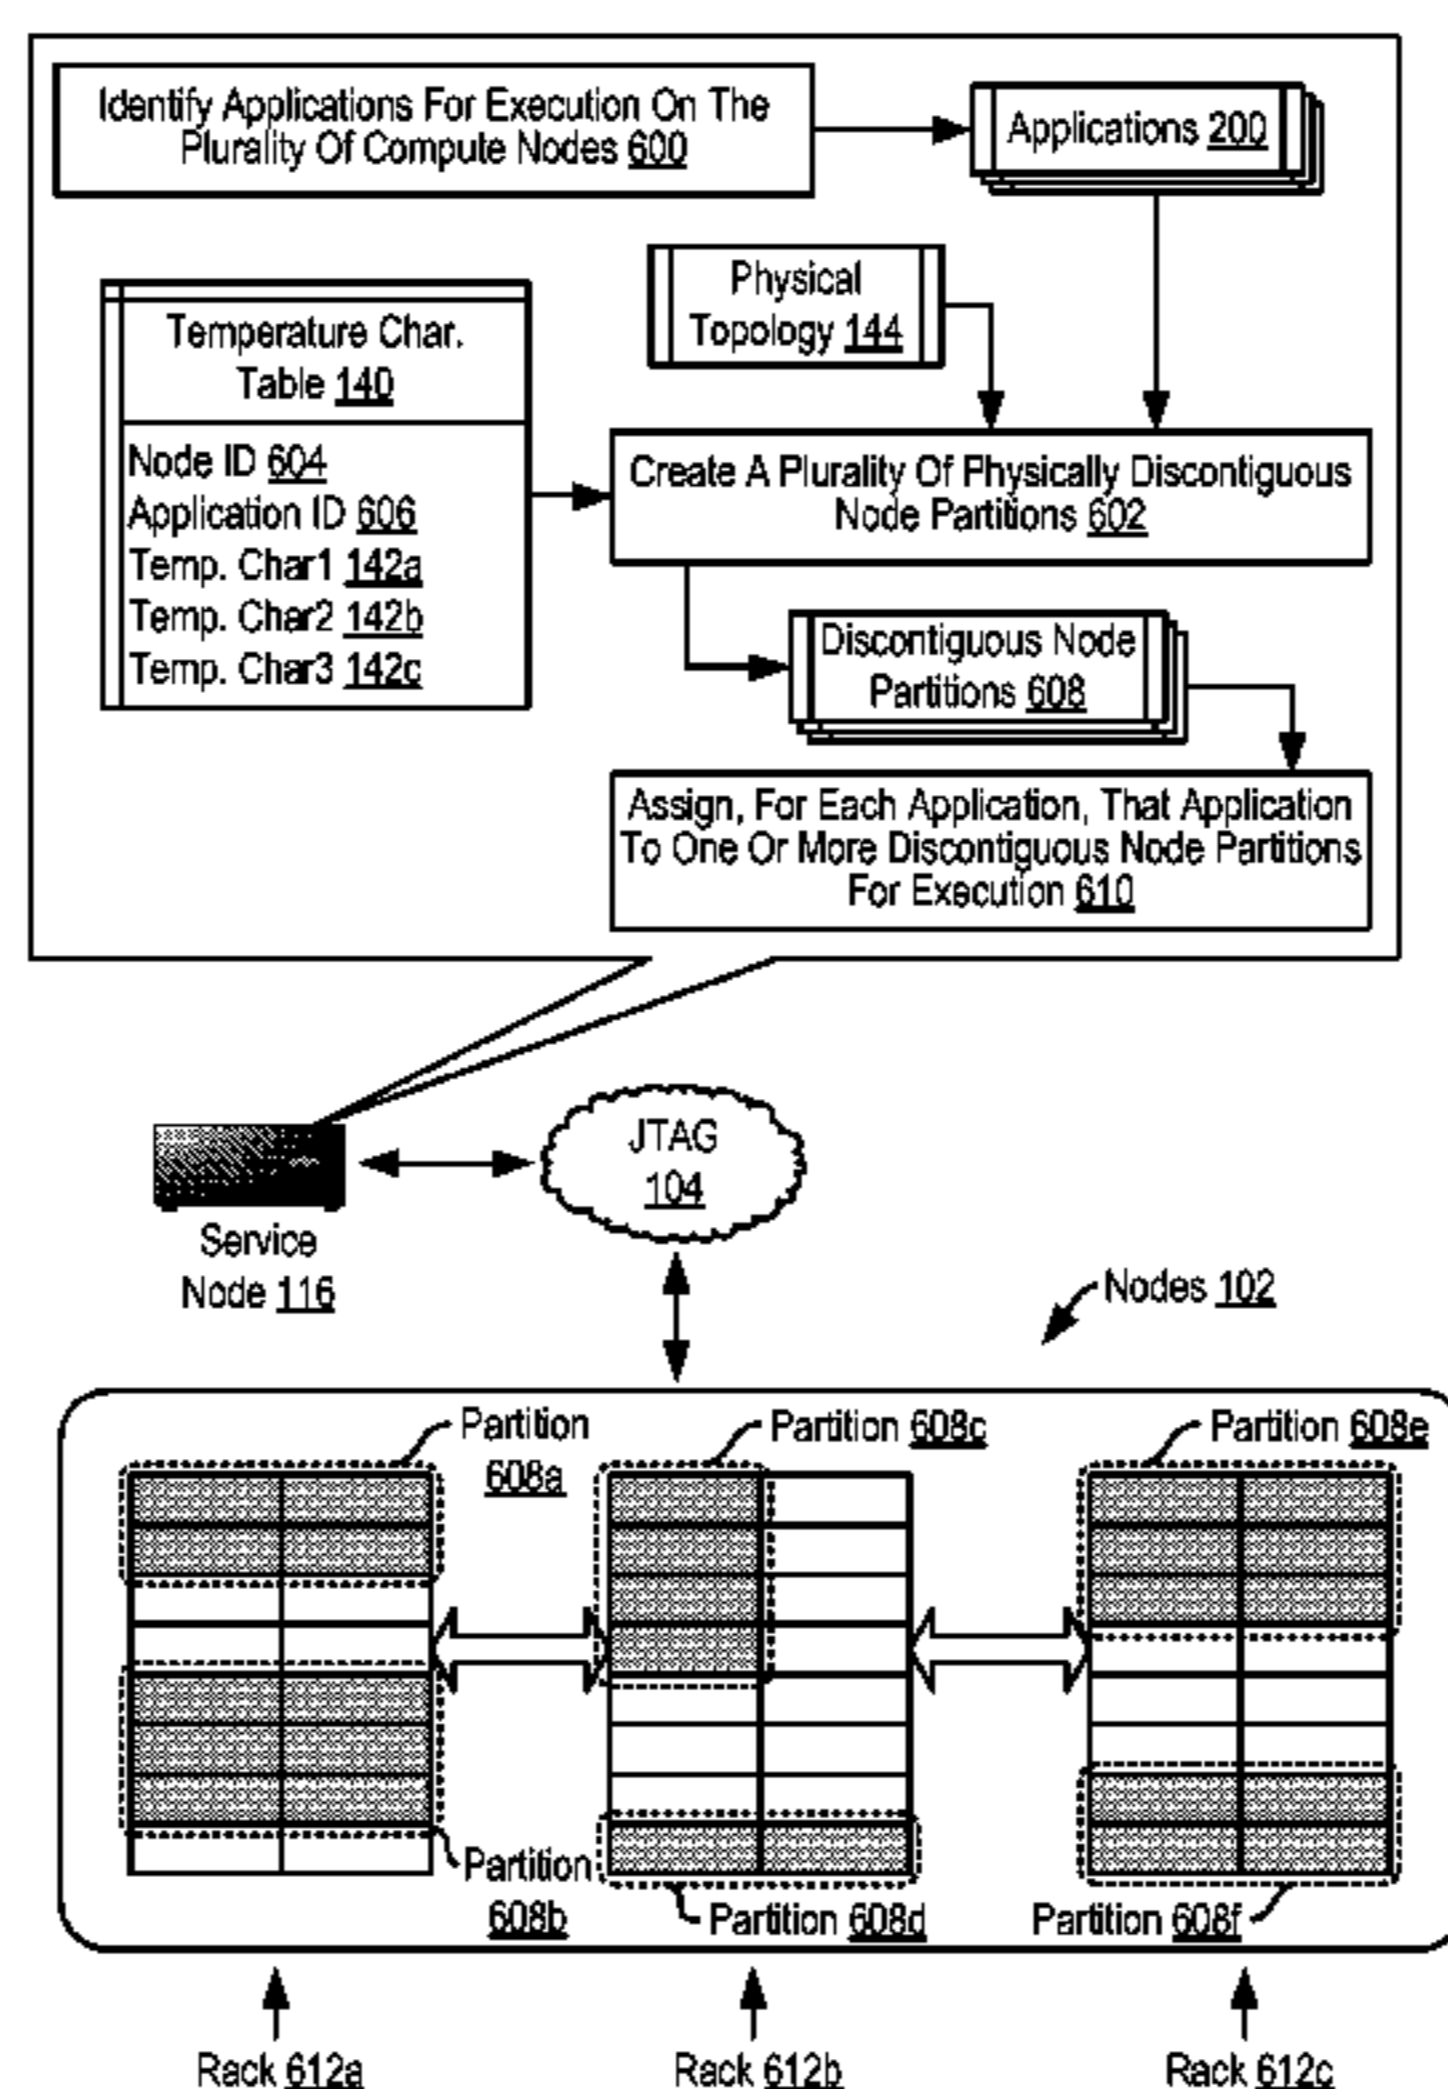 Identify Applications For Execution On The
Plurality Of Compute Nodes 600
Applications 200
Physical
Topology 144
Temperature Char.
Table 140
Node ID 604
Application ID 606
Temp. Char1 142a
Temp. Char2 142b
Temp. Char3 142c
Create A Plurality Of Physically Discontiguous
Node Partitions 602
Discontiguous Node
Partitions 608
Assign, For Each Application, That Application
To One Or More Discontiguous Node Partitions
For Execution 610
JTAG
104
Service
Node 116
Nodes 102
Partition
608a
Partition 608c
Partition 608e
Partition
608b
Partition 608d
Partition 608f
Rack 612a
Rack 612b
Rack 612c